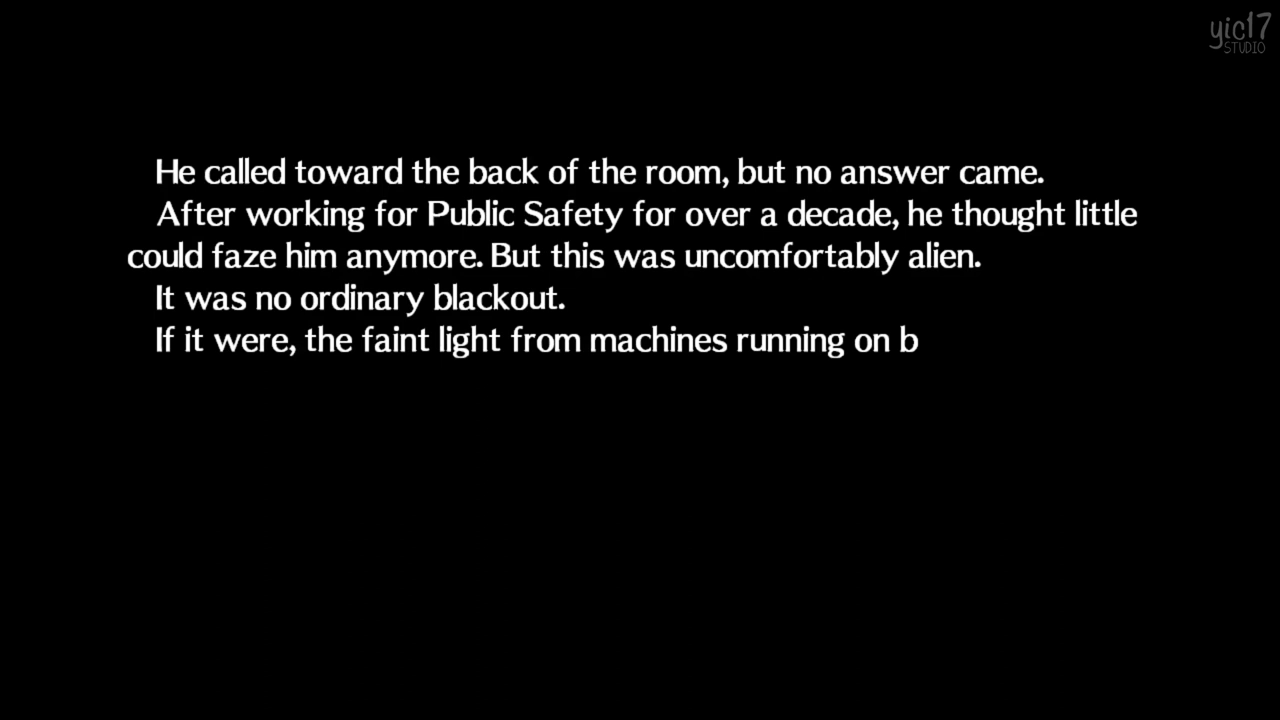 yic17
STUDIO
He called toward the back of the room, but no answer came.
After working for Public Safety for over a decade, he thought little
could faze him anymore. But this was uncomfortably alien.
It was no ordinary blackout.
If it were, the faint light from machines running on b